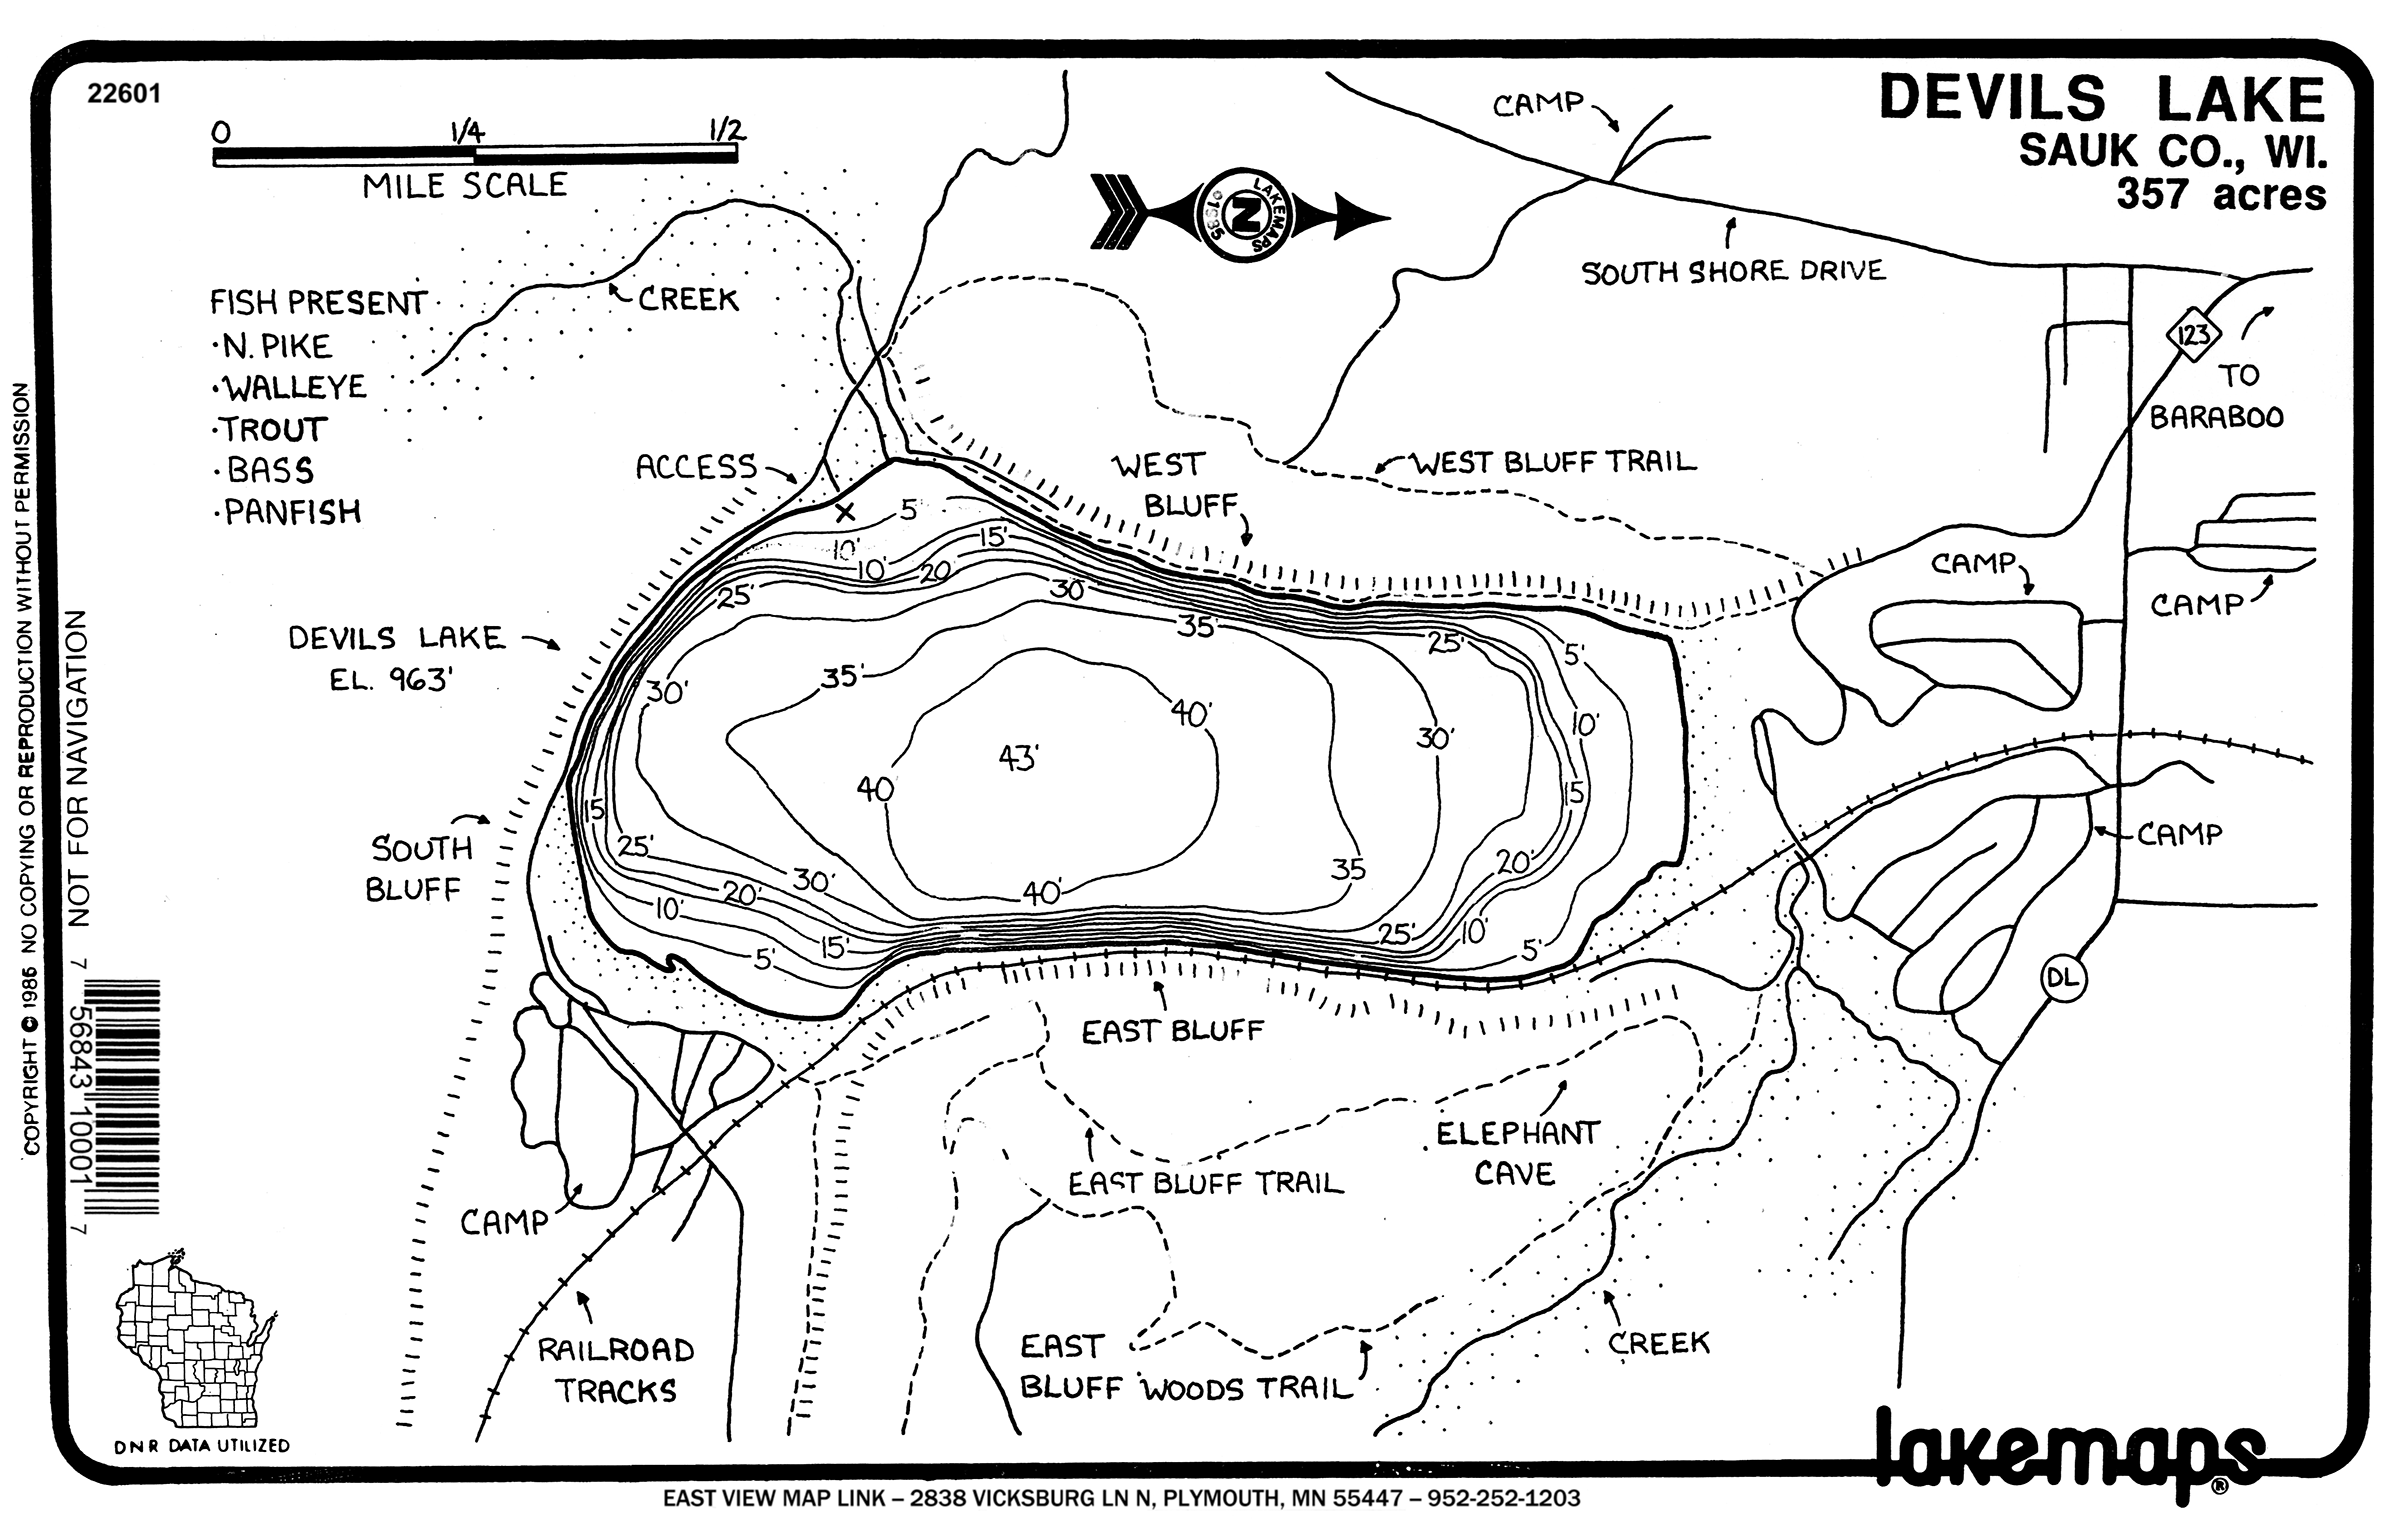 22601
DEVILS LAKE
SAUK CO., WI.
357 acres
0 1/4 1/2
MILE SCALE
FISH PRESENT
·N. PIKE
·WALLEYE
·TROUT
·BASS
·PANFISH
CREEK
CAMP
N
LAKEMAPS
©1985
SOUTH SHORE DRIVE
123
TO
BARABOO
ACCESS
WEST
BLUFF
WEST BLUFF TRAIL
CAMP
CAMP
DEVILS LAKE
EL. 963'
X
5'
10'
10'
15'
20'
25'
30'
30
35'
35'
25'
5'
10'
15
30'
40'
40
43'
15
25'
30'
20'
10'
5'
15'
40'
35
20'
25'
10'
5'
SOUTH
BLUFF
CAMP
DL
EAST BLUFF
EAST BLUFF TRAIL
ELEPHANT
CAVE
CAMP
RAILROAD
TRACKS
EAST
BLUFF WOODS TRAIL
CREEK
DNR DATA UTILIZED
lakemaps®
COPYRIGHT © 1986 NO COPYING OR REPRODUCTION WITHOUT PERMISSION
NOT FOR NAVIGATION
7 56843 10001 7
EAST VIEW MAP LINK – 2838 VICKSBURG LN N, PLYMOUTH, MN 55447 – 952-252-1203